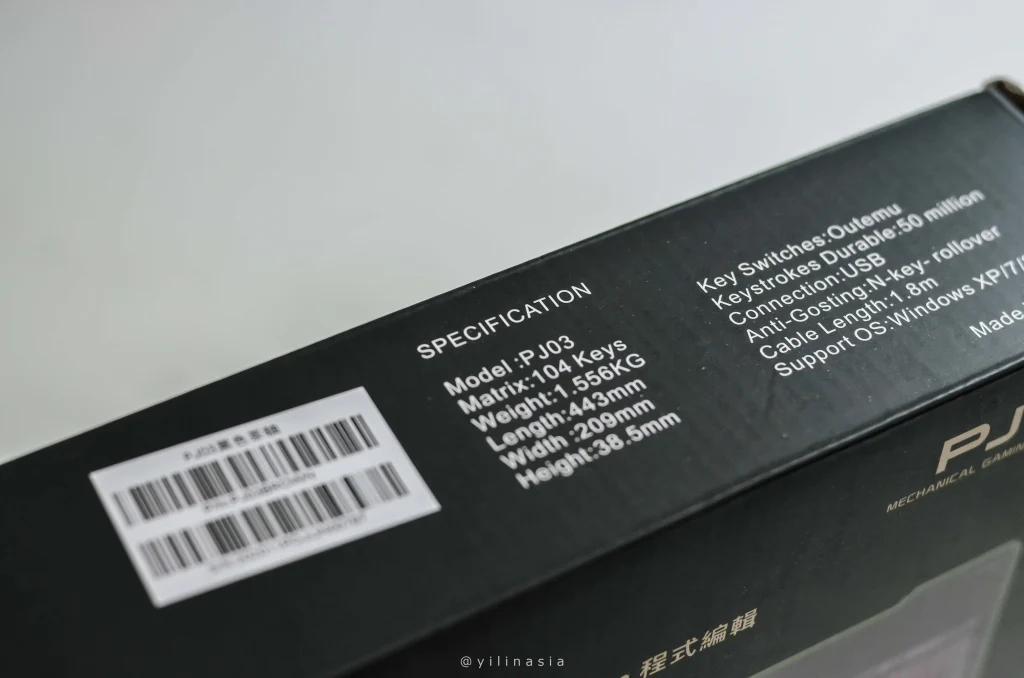 SPECIFICATION
Model :PJ03
Matrix:104 Keys
Weight:1.556KG
Length:443mm
Width :209mm
Height:38.5mm
Key Switches:Outemu
Keystrokes Durable:50 million
Connection:USB
Anti-Gosting:N-key- rollover
Cable Length:1.8m
Support OS:Windows XP/7/
Made
PJ
MECHANICAL GAMIN
程式編輯
@yilinasia